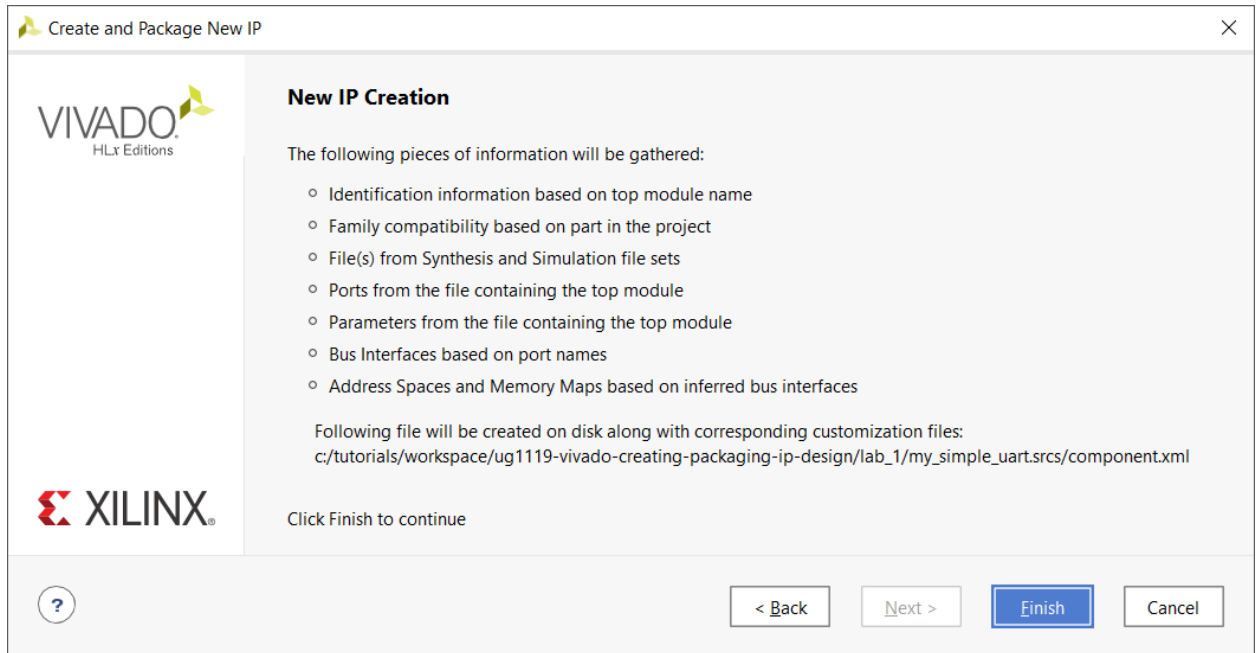 Create and Package New IP
VIVADO.
HLx Editions
New IP Creation
The following pieces of information will be gathered:
Identification information based on top module name
Family compatibility based on part in the project
File(s) from Synthesis and Simulation file sets
Ports from the file containing the top module
Parameters from the file containing the top module
Bus Interfaces based on port names
Address Spaces and Memory Maps based on inferred bus interfaces
Following file will be created on disk along with corresponding customization files:
c:/tutorials/workspace/ug1119-vivado-creating-packaging-ip-design/lab_1/my_simple_uart.srcs/component.xml
XILINX®
Click Finish to continue
?
< Back
Next >
Finish
Cancel